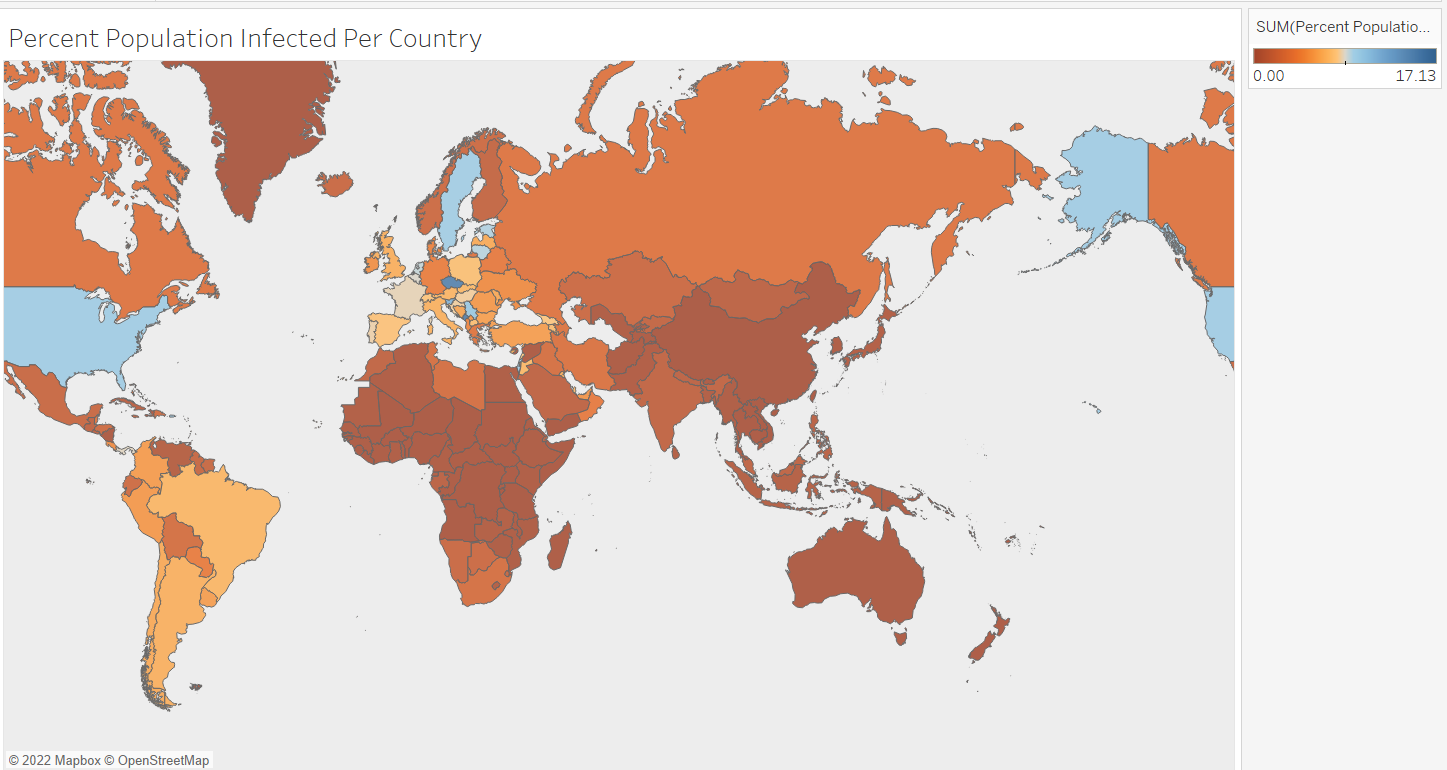 Percent Population Infected Per Country
SUM(Percent Populatio...
0.00 17.13
© 2022 Mapbox © OpenStreetMap